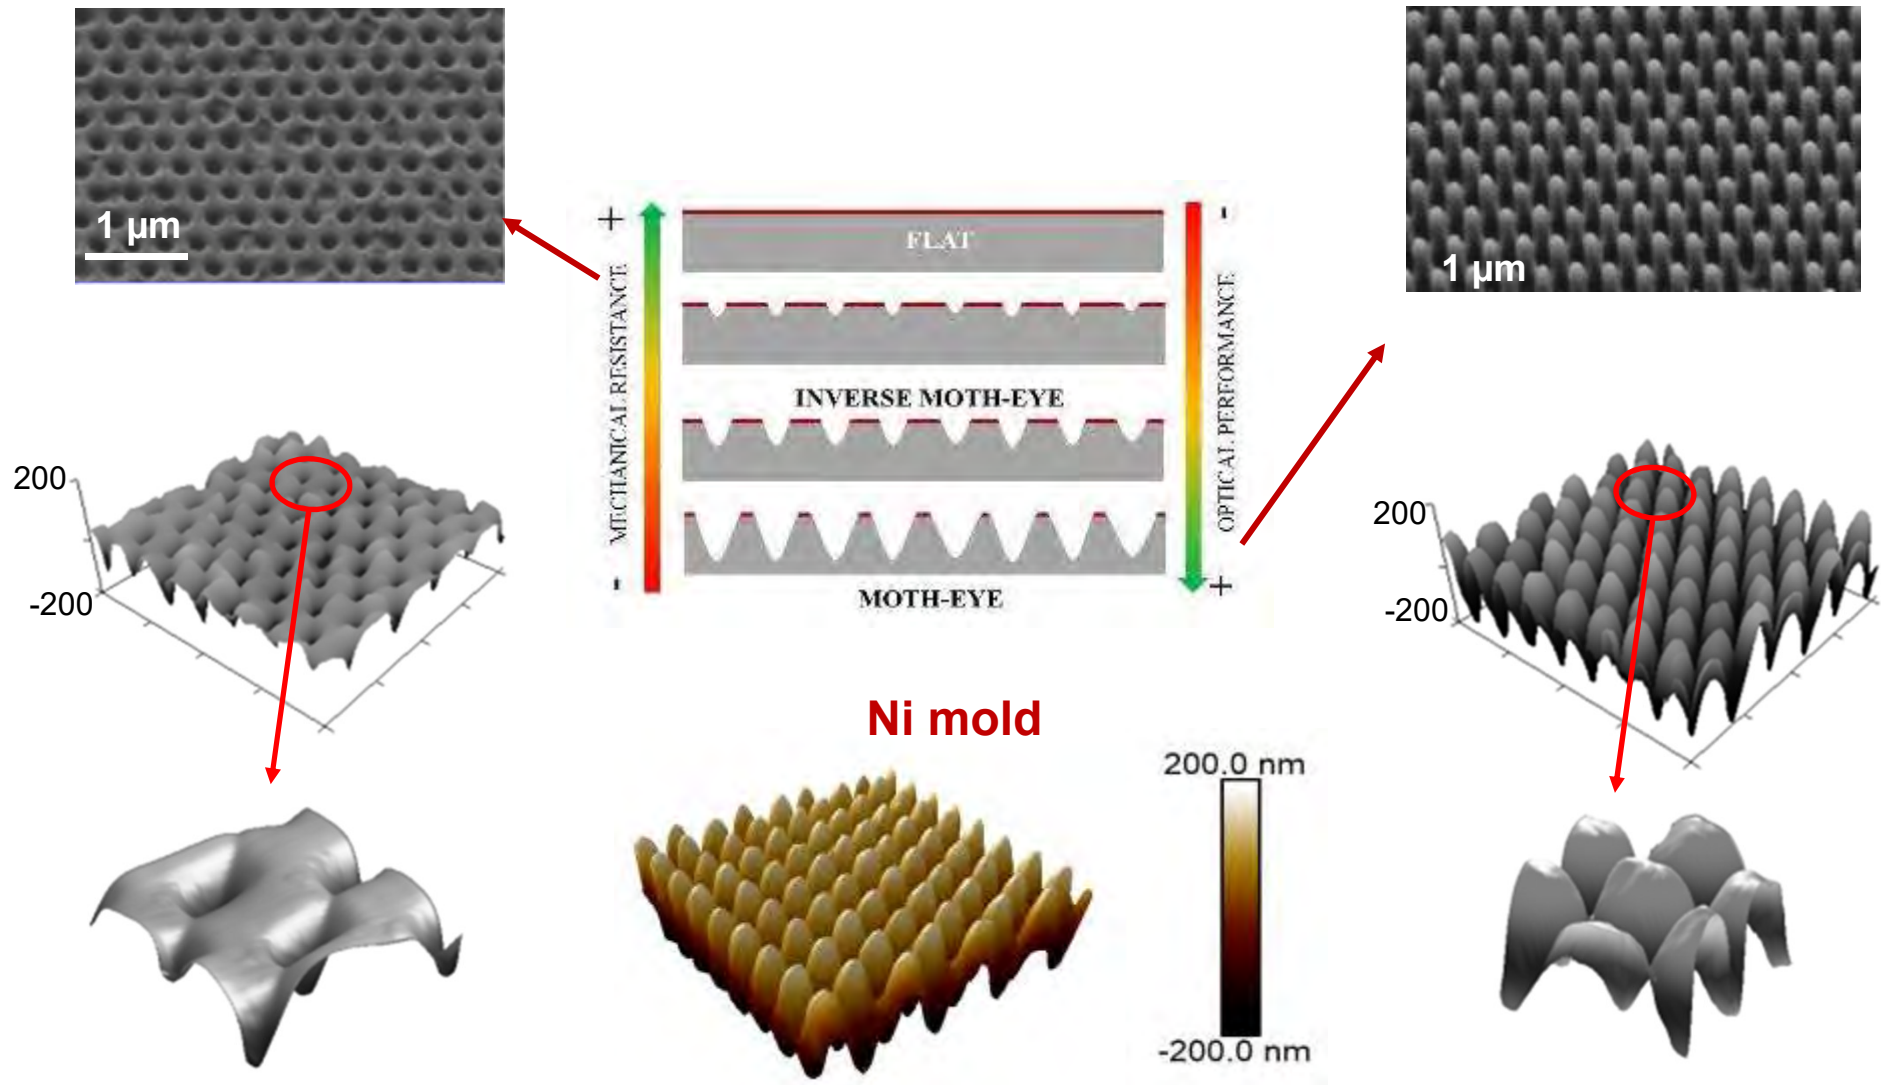 1 µm
1 µm
+
-
FLAT
MECHANICAL RESISTANCE
OPTICAL PERFORMANCE
INVERSE MOTH-EYE
-
+
MOTH-EYE
200
-200
200
-200
Ni mold
200.0 nm
-200.0 nm